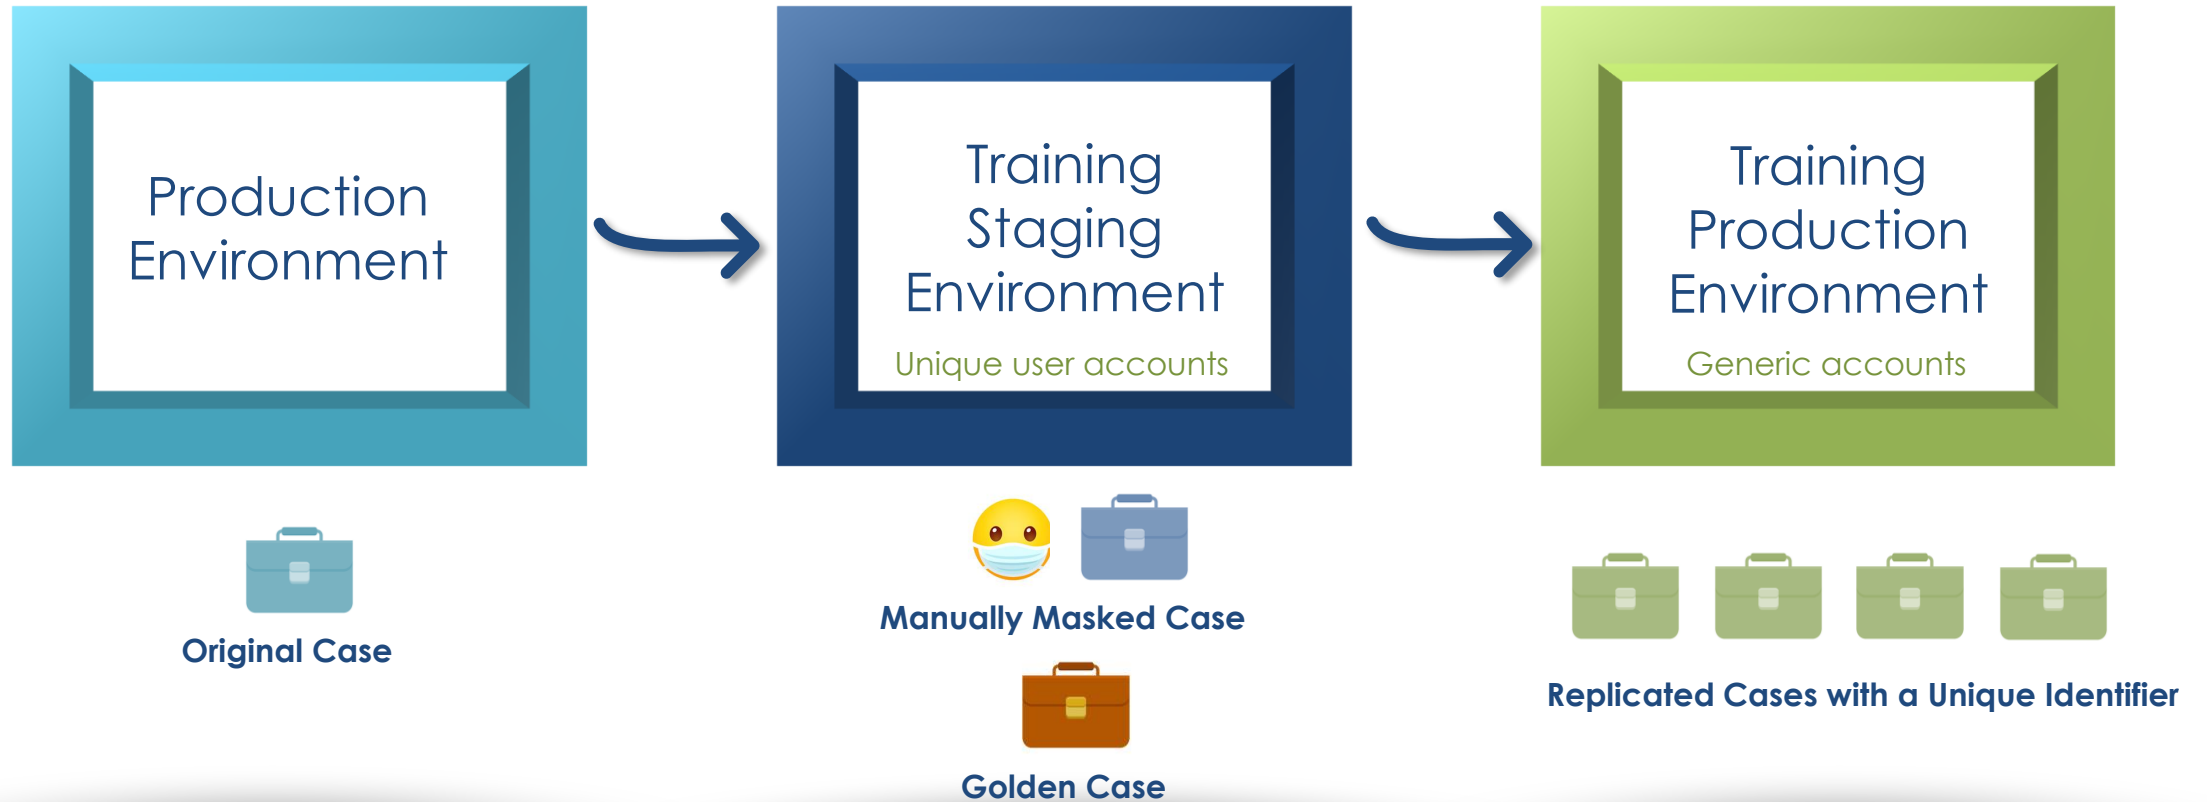 Production
Environment
Original Case
Training
Staging
Environment
Unique user accounts
Manually Masked Case
Golden Case
Training
Production
Environment
Generic accounts
Replicated Cases with a Unique Identifier